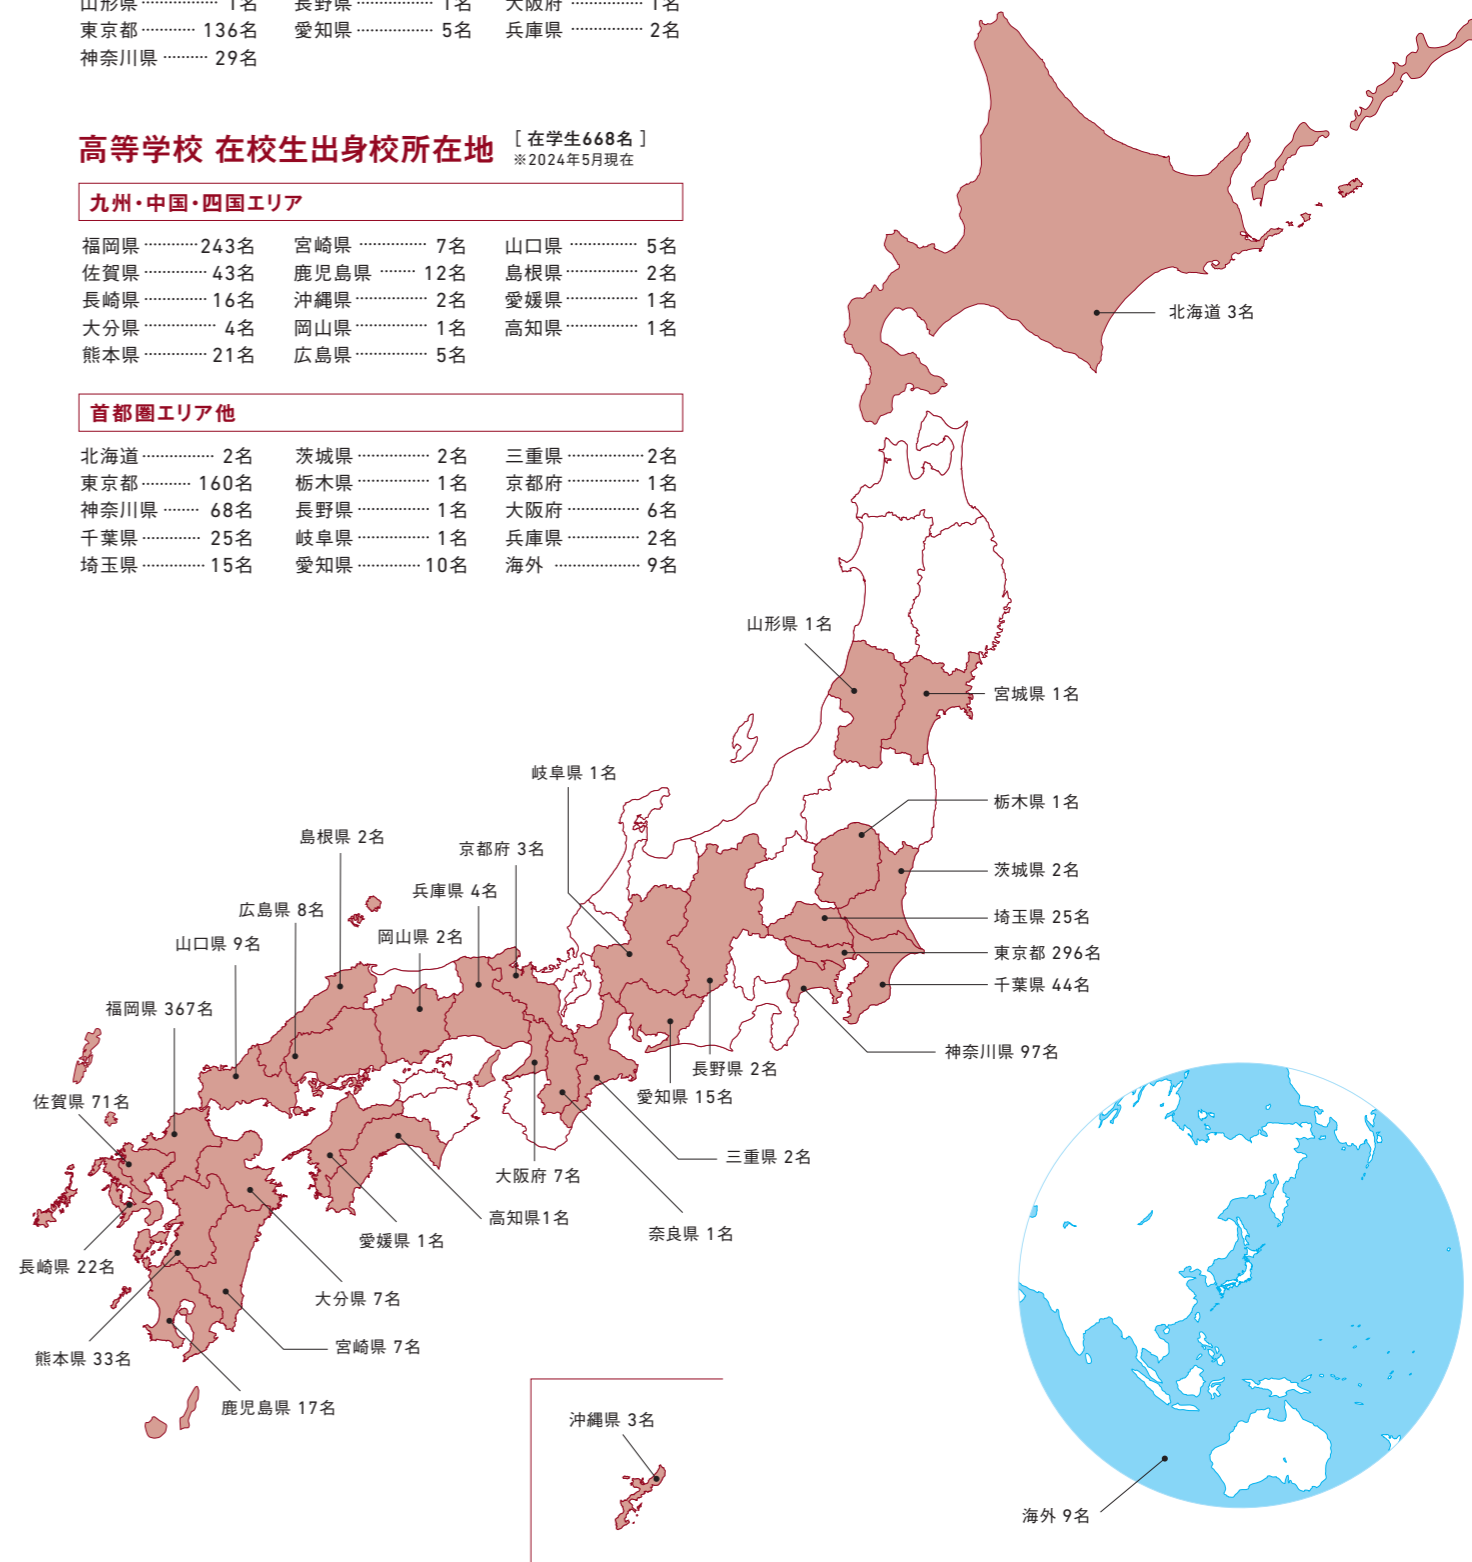 山形県 1名 長野県 1名 大阪府 1名
東京都 136名 愛知県 5名 兵庫県 2名
神奈川県 29名
高等学校 在校生出身校所在地 [ 在学生668名 ]
※2024年5月現在
九州・中国・四国エリア
福岡県 243名 宮崎県 7名 山口県 5名
佐賀県 43名 鹿児島県 12名 島根県 2名
長崎県 16名 沖縄県 2名 愛媛県 1名
大分県 4名 岡山県 1名 高知県 1名
熊本県 21名 広島県 5名
首都圏エリア他
北海道 2名 茨城県 2名 三重県 2名
東京都 160名 栃木県 1名 京都府 1名
神奈川県 68名 長野県 1名 大阪府 6名
千葉県 25名 岐阜県 1名 兵庫県 2名
埼玉県 15名 愛知県 10名 海外 9名
北海道 3名
山形県 1名
宮城県 1名
岐阜県 1名
栃木県 1名
島根県 2名
京都府 3名
茨城県 2名
兵庫県 4名
広島県 8名
埼玉県 25名
岡山県 2名
山口県 9名
東京都 296名
千葉県 44名
福岡県 367名
神奈川県 97名
長野県 2名
愛知県 15名
佐賀県 71名
三重県 2名
大阪府 7名
高知県1名
奈良県 1名
愛媛県 1名
長崎県 22名
大分県 7名
宮崎県 7名
熊本県 33名
鹿児島県 17名
沖縄県 3名
海外 9名